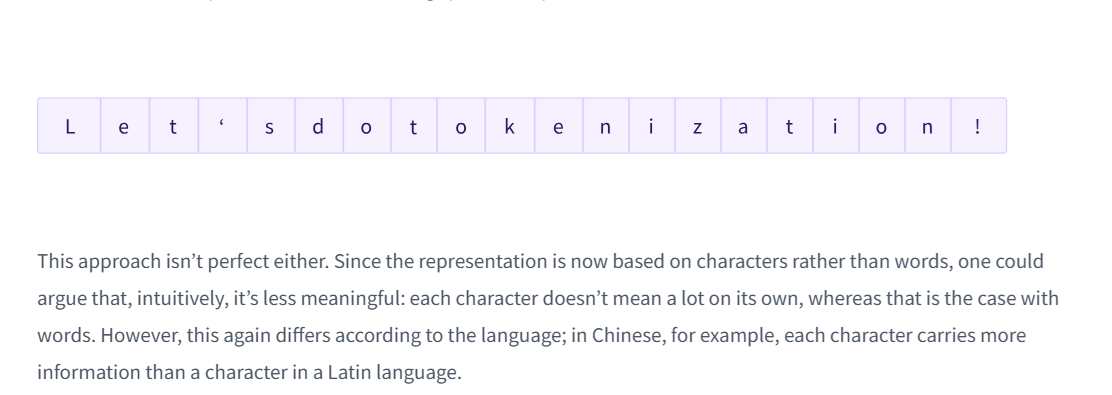 L e t ‘ s d o t o k e n i z a t i o n !
This approach isn’t perfect either. Since the representation is now based on characters rather than words, one could
argue that, intuitively, it’s less meaningful: each character doesn’t mean a lot on its own, whereas that is the case with
words. However, this again differs according to the language; in Chinese, for example, each character carries more
information than a character in a Latin language.